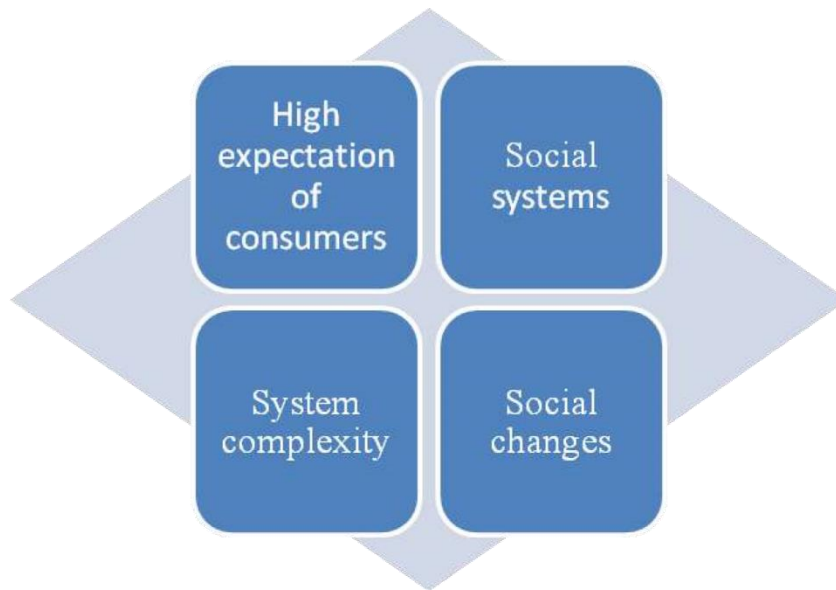 High
expectation
of
consumers
Social
systems
System
complexity
Social
changes